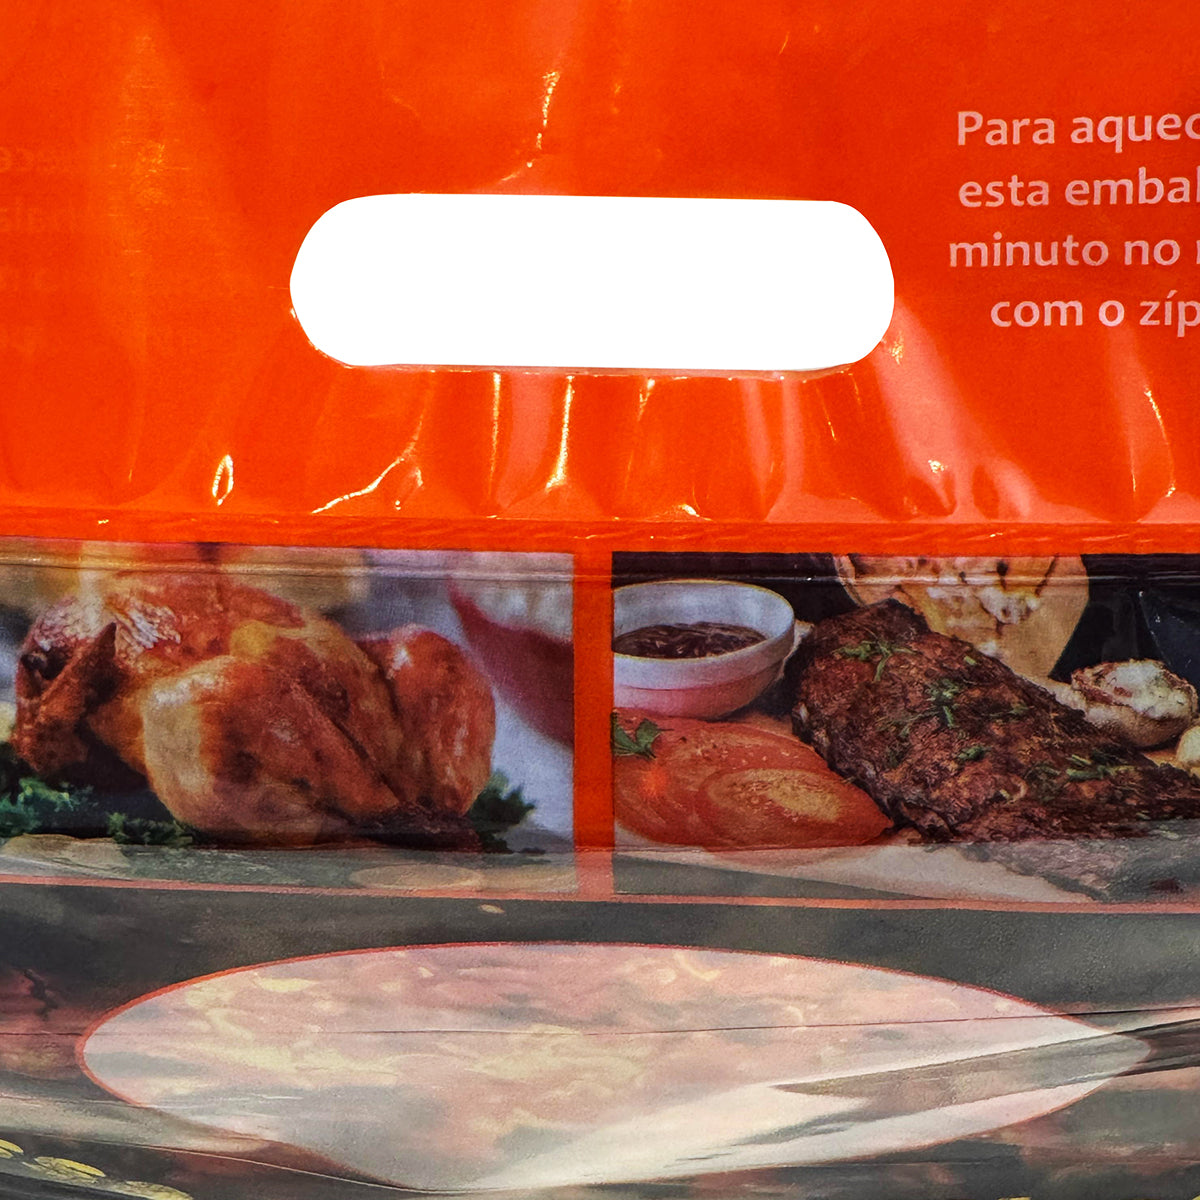 Para aquec
esta embal
minuto no
com o zíp